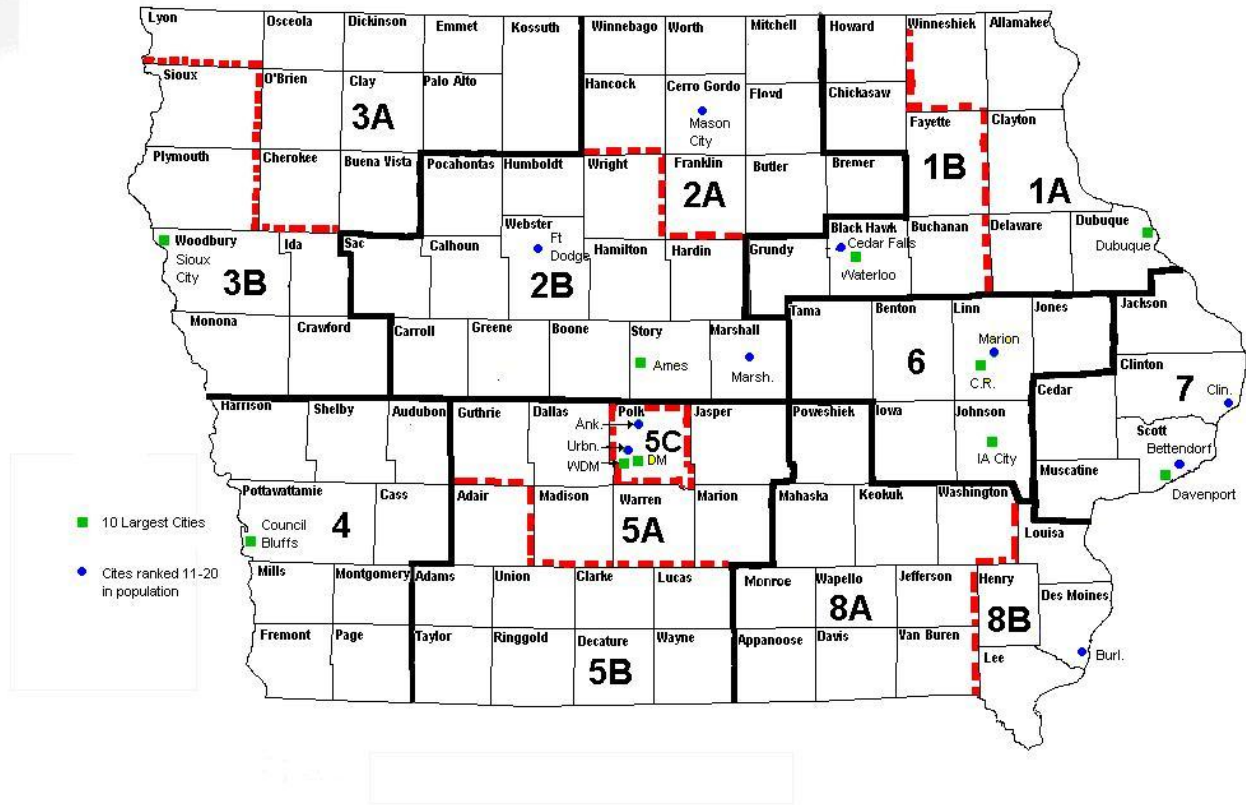 Lyon
Osceola
Dickinson
Emmet
Kossuth
Winnebago
Worth
Mitchell
Howard
Winneshiek
Allamakee
Sioux
O'Brien
Clay
Palo Alto
Hancock
Cerro Gordo
Floyd
Chickasaw
3A
Mason
City
Fayette
Clayton
Plymouth
Cherokee
Buena Vista
Pocahontas
Humboldt
Wright
Franklin
Butler
Bremer
1B
1A
2A
Woodbury
Sioux
City
Ida
Sac
Calhoun
Webster
Ft
Dodge
Hamilton
Hardin
Grundy
Black Hawk
Cedar Falls
Waterloo
Buchanan
Delaware
Dubuque
Dubuque
3B
2B
Monona
Crawford
Carroll
Greene
Boone
Story
Ames
Marshall
Marsh.
Tama
Benton
Linn
Marion
C.R.
Jones
Jackson
6
Clinton
7
Clin.
Harrison
Shelby
Audubon
Guthrie
Dallas
Polk
Ank.
Urbn.
WDM
DM
5C
Jasper
Poweshiek
Iowa
Johnson
IA City
Cedar
Scott
Bettendorf
Davenport
Muscatine
Pottawattamie
Cass
Adair
Madison
Warren
Marion
Mahaska
Keokuk
Washington
Louisa
10 Largest Cities
Council
Bluffs
4
5A
Cites ranked 11-20
in population
Mills
Montgomery
Adams
Union
Clarke
Lucas
Monroe
Wapello
Jefferson
Henry
Des Moines
8A
8B
Fremont
Page
Taylor
Ringgold
Decature
Wayne
Appanoose
Davis
Van Buren
Lee
Burl.
5B